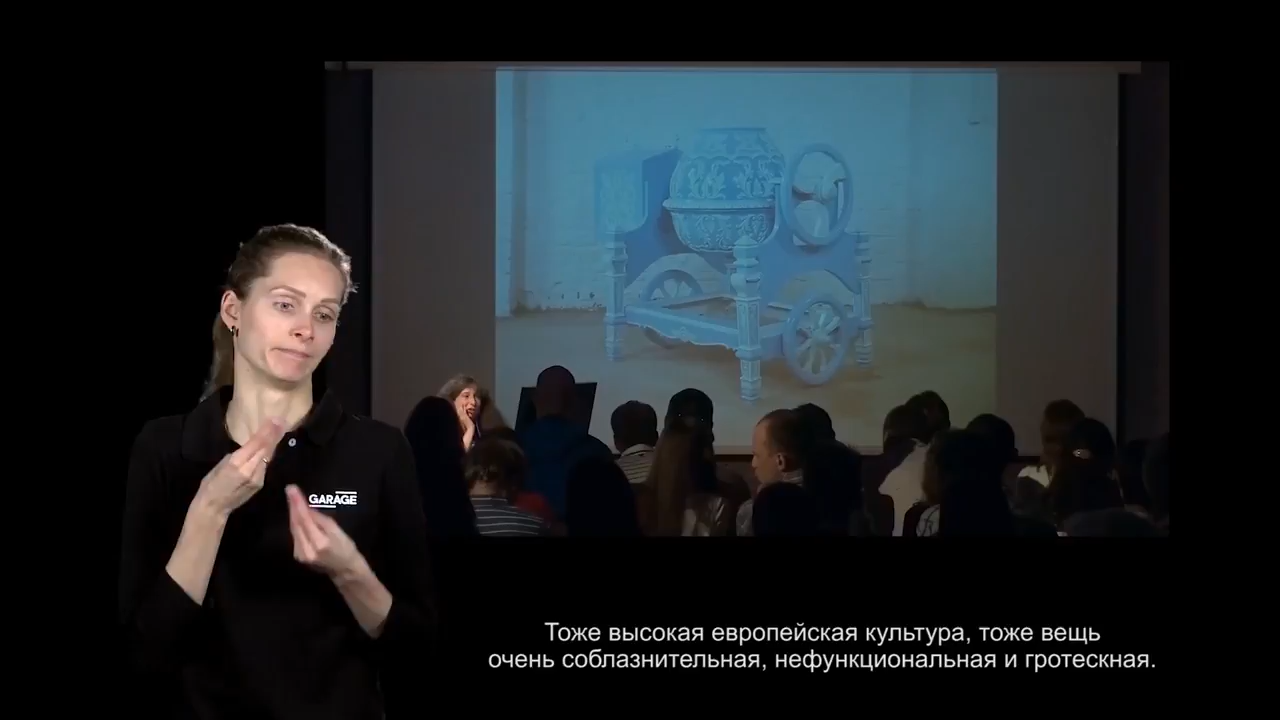 GARAGE
Тоже высокая европейская культура, тоже вещь
очень соблазнительная, нефункциональная и гротескная.